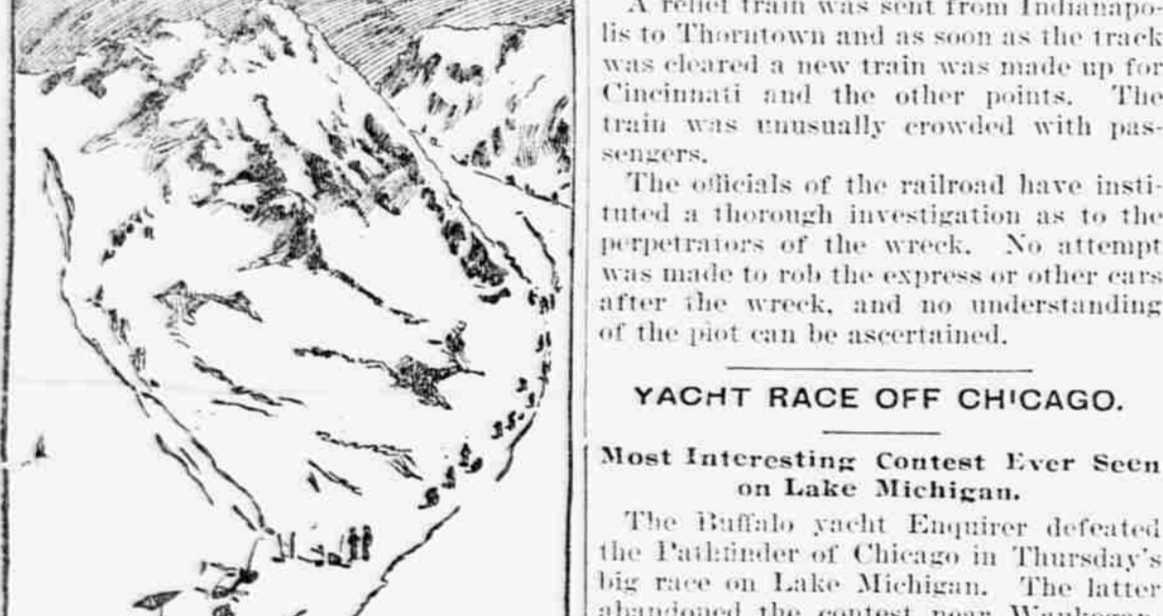 A relief train was sent from Indianapo-
lis to Thorntown and as soon as the track
was cleared a new train was made up for
Cincinnati and the other points. The
train was unusually crowded with pas-
sengers.
The officials of the railroad have insti-
tuted a thorough investigation as to the
perpetrators of the wreck. No attempt
was made to rob the express or other cars
after the wreck, and no understanding
of the plot can be ascertained.
YACHT RACE OFF CHICAGO.
Most Interesting Contest Ever Seen
on Lake Michigan.
The Buffalo yacht Enquirer defeated
the Pathfinder of Chicago in Thursday's
big race on Lake Michigan. The latter
abandoned the contest near Waukegan,